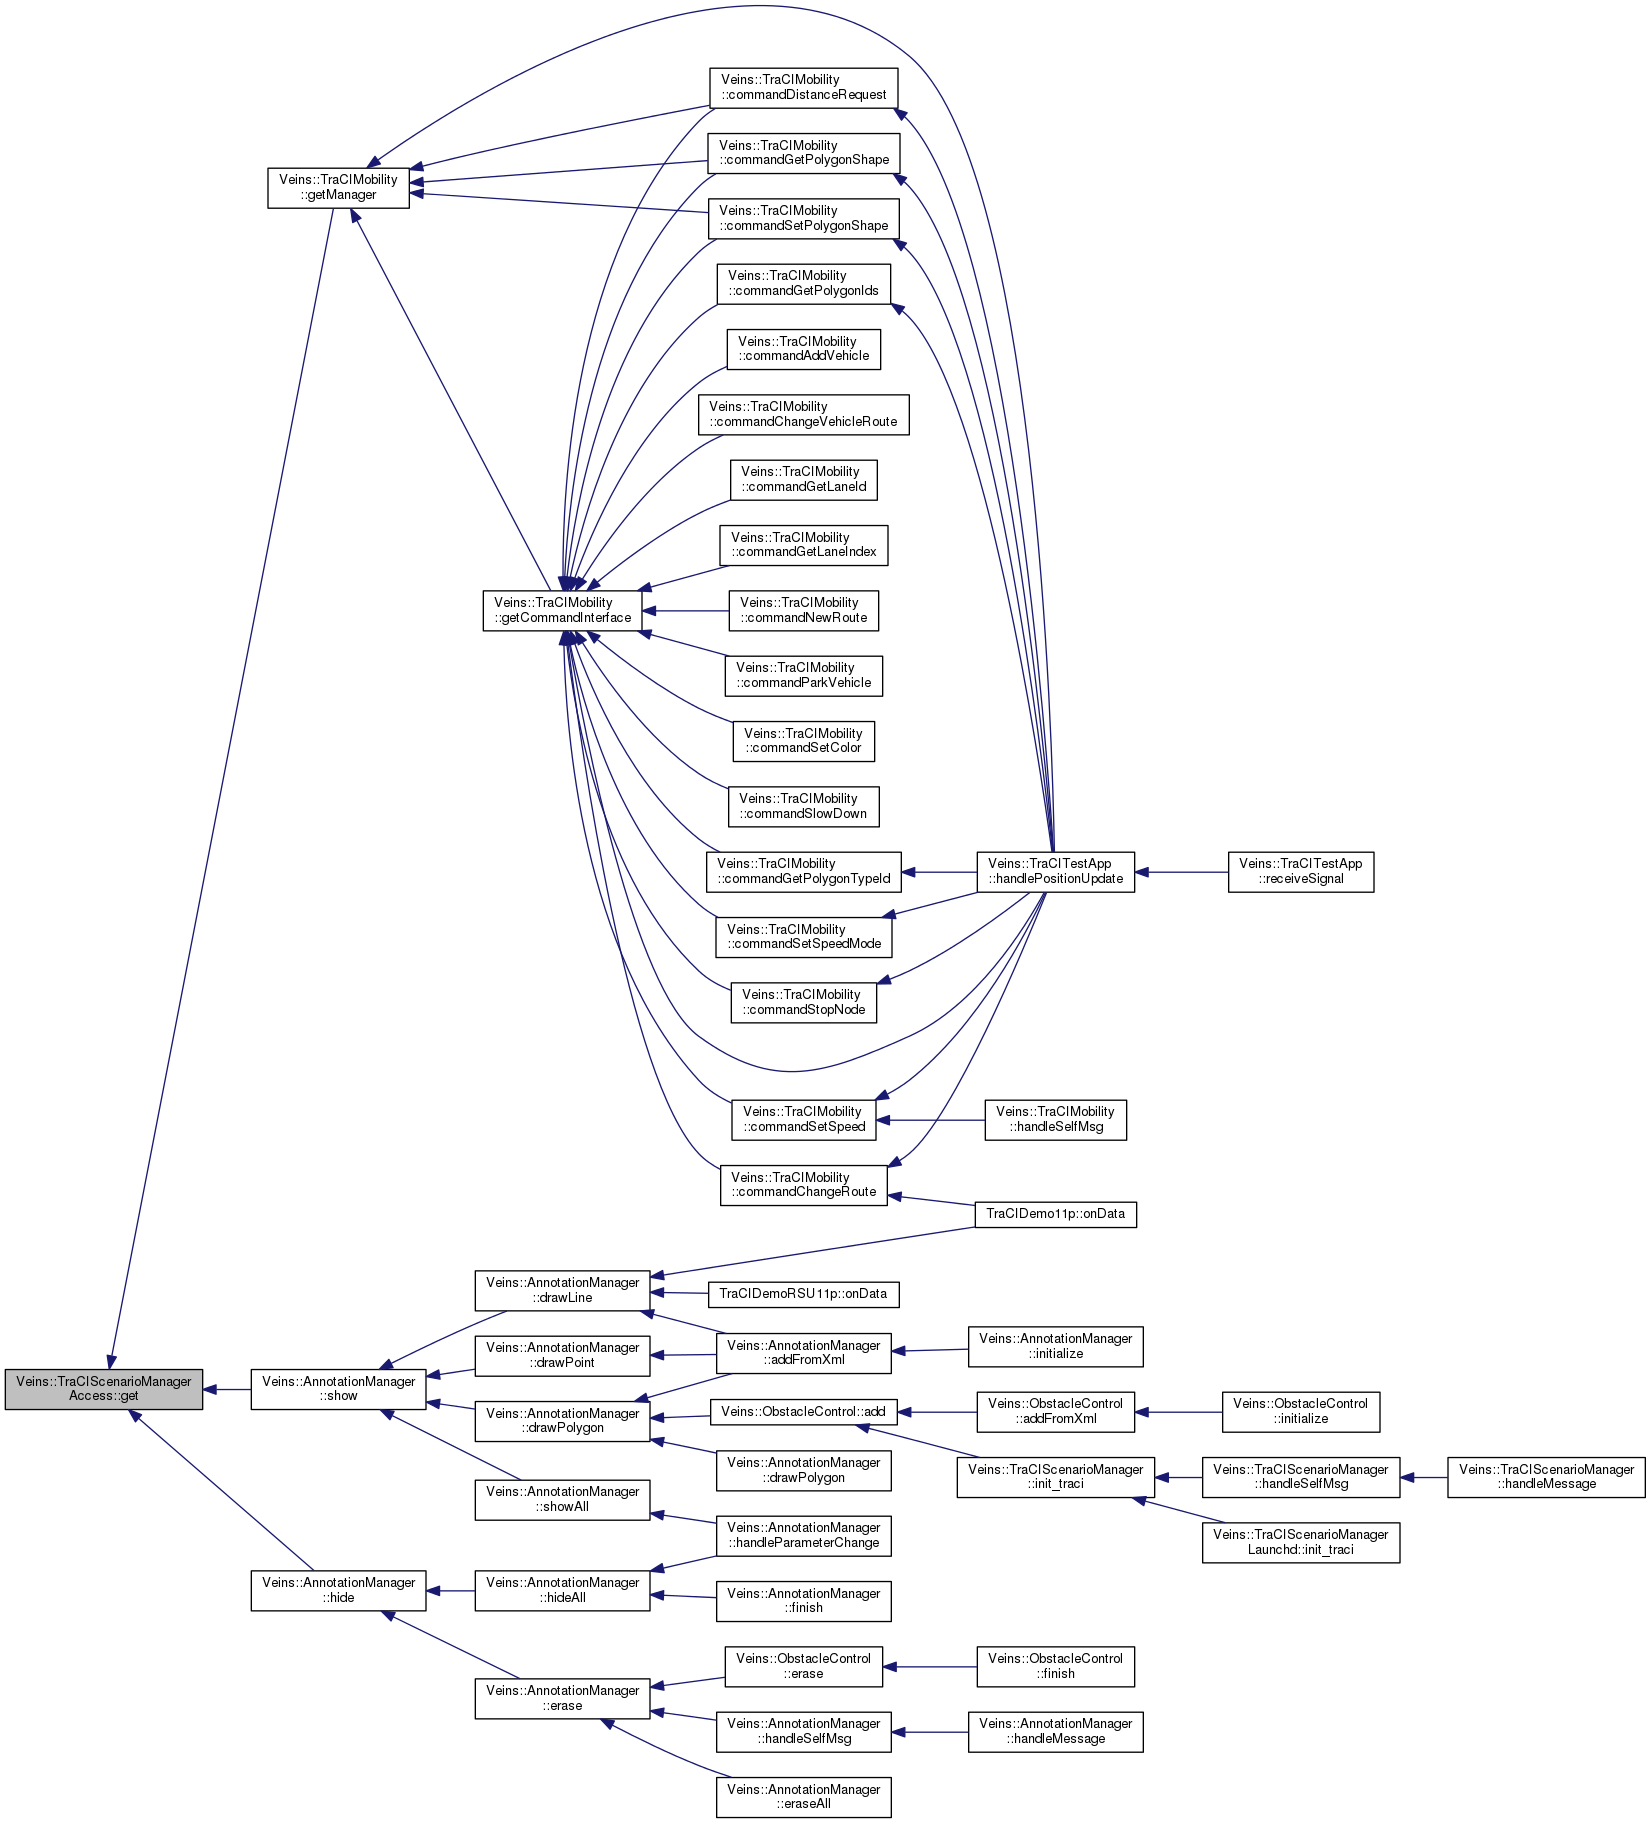 Veins::TraCIMobility
::commandDistanceRequest
Veins::TraCIMobility
::commandGetPolygonShape
Veins::TraCIMobility
::getManager
Veins::TraCIMobility
::commandSetPolygonShape
Veins::TraCIMobility
::commandGetPolygonIds
Veins::TraCIMobility
::commandAddVehicle
Veins::TraCIMobility
::commandChangeVehicleRoute
Veins::TraCIMobility
::commandGetLaneId
Veins::TraCIMobility
::commandGetLaneIndex
Veins::TraCIMobility
::getCommandInterface
Veins::TraCIMobility
::commandNewRoute
Veins::TraCIMobility
::commandParkVehicle
Veins::TraCIMobility
::commandSetColor
Veins::TraCIMobility
::commandSlowDown
Veins::TraCIMobility
::commandGetPolygonTypeId
Veins::TraCITestApp
::handlePositionUpdate
Veins::TraCITestApp
::receiveSignal
Veins::TraCIMobility
::commandSetSpeedMode
Veins::TraCIMobility
::commandStopNode
Veins::TraCIMobility
::commandSetSpeed
Veins::TraCIMobility
::handleSelfMsg
Veins::TraCIMobility
::commandChangeRoute
TraCIDemo11p::onData
Veins::AnnotationManager
::drawLine
TraCIDemoRSU11p::onData
Veins::AnnotationManager
::drawPoint
Veins::AnnotationManager
::addFromXml
Veins::AnnotationManager
::initialize
Veins::TraCIScenarioManager
Access::get
Veins::AnnotationManager
::show
Veins::AnnotationManager
::drawPolygon
Veins::ObstacleControl::add
Veins::ObstacleControl
::addFromXml
Veins::ObstacleControl
::initialize
Veins::AnnotationManager
::drawPolygon
Veins::TraCIScenarioManager
::init_traci
Veins::TraCIScenarioManager
::handleSelfMsg
Veins::TraCIScenarioManager
::handleMessage
Veins::AnnotationManager
::showAll
Veins::AnnotationManager
::handleParameterChange
Veins::TraCIScenarioManager
Launchd::init_traci
Veins::AnnotationManager
::hide
Veins::AnnotationManager
::hideAll
Veins::AnnotationManager
::finish
Veins::ObstacleControl
::erase
Veins::ObstacleControl
::finish
Veins::AnnotationManager
::erase
Veins::AnnotationManager
::handleSelfMsg
Veins::AnnotationManager
::handleMessage
Veins::AnnotationManager
::eraseAll